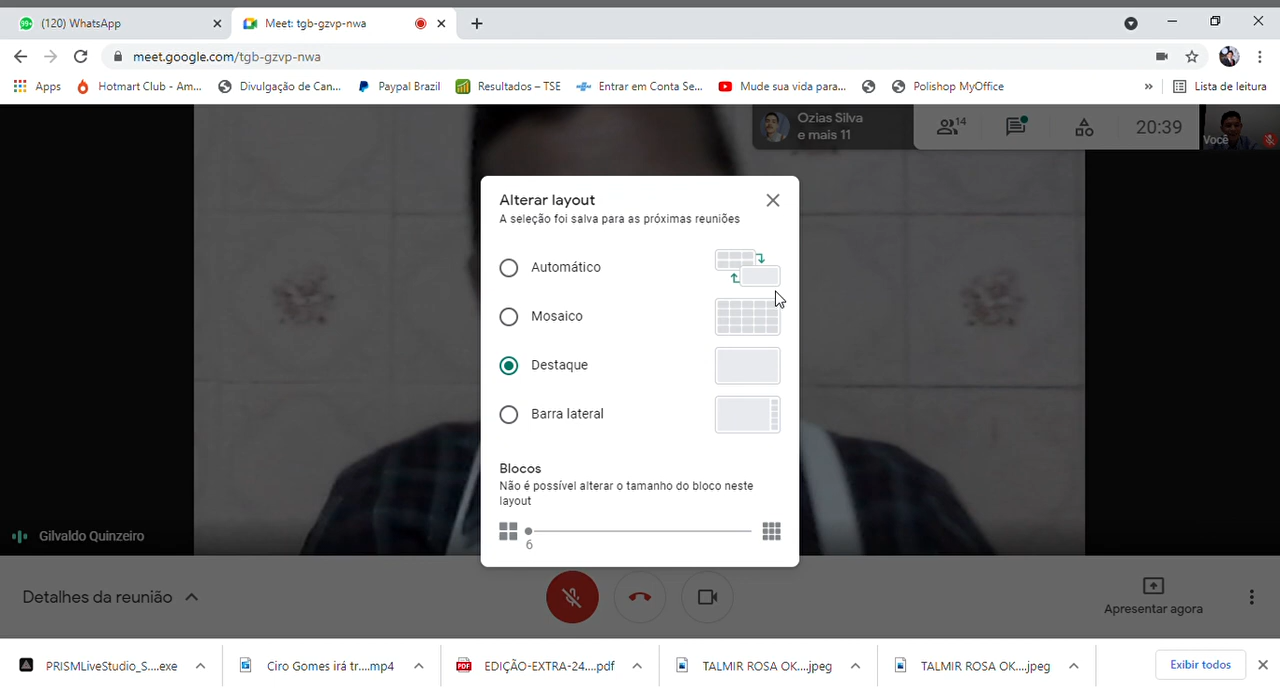 99+
(120) WhatsApp
Meet: tgb-gzvp-nwa
meet.google.com/tgb-gzvp-nwa
Apps
Hotmart Club - Am...
Divulgação de Can...
Paypal Brazil
Resultados – TSE
Entrar em Conta Se...
Mude sua vida para...
Polishop MyOffice
»
Lista de leitura
Ozias Silva
e mais 11
14
20:39
Você
Alterar layout
A seleção foi salva para as próximas reuniões
Automático
Mosaico
Destaque
Barra lateral
Blocos
Não é possível alterar o tamanho do bloco neste
layout
6
Gilvaldo Quinzeiro
Detalhes da reunião
Apresentar agora
PRISMLiveStudio_S....exe
Ciro Gomes irá tr....mp4
PDF
EDIÇÃO-EXTRA-24....pdf
TALMIR ROSA OK....jpeg
TALMIR ROSA OK....jpeg
Exibir todos